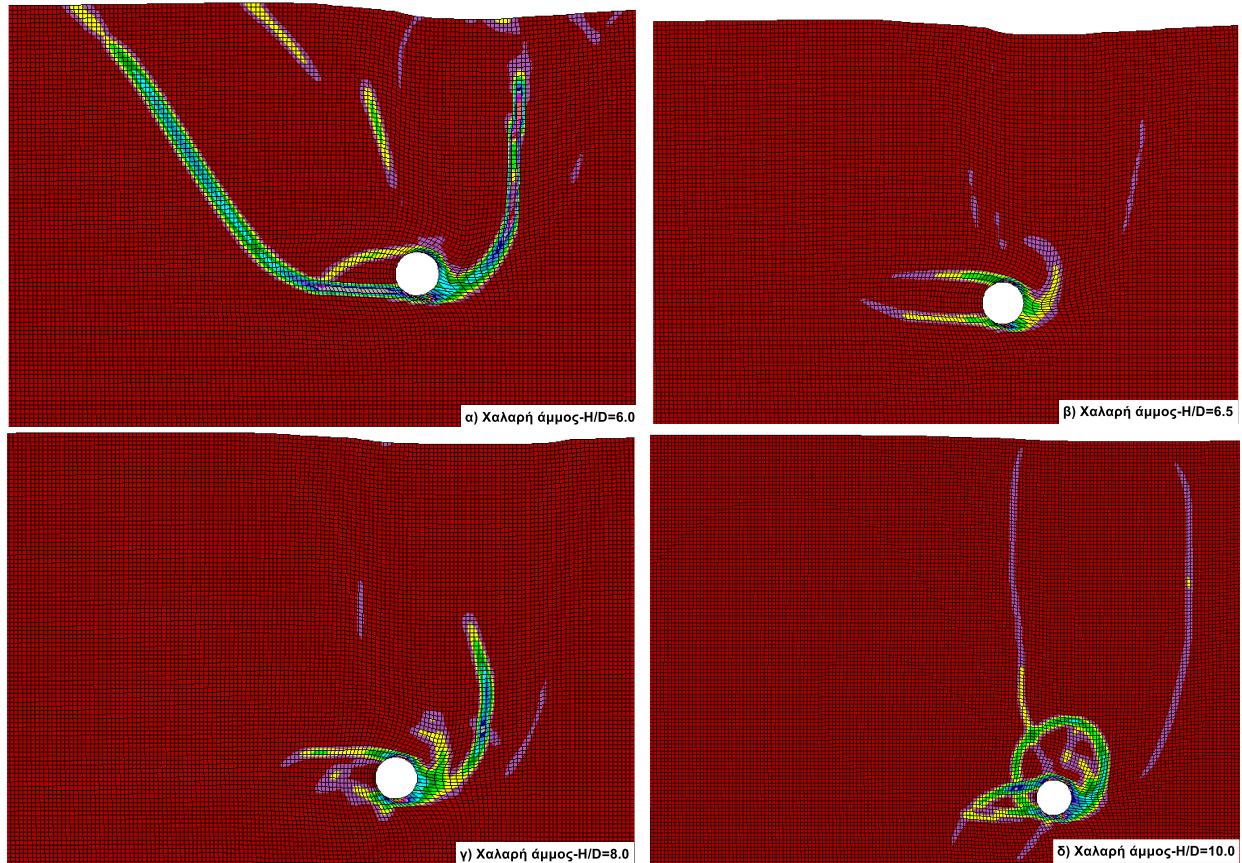 α) Χαλαρή άμμος-H/D=6.0
β) Χαλαρή άμμος-H/D=6.5
γ) Χαλαρή άμμος-H/D=8.0
δ) Χαλαρή άμμος-H/D=10.0